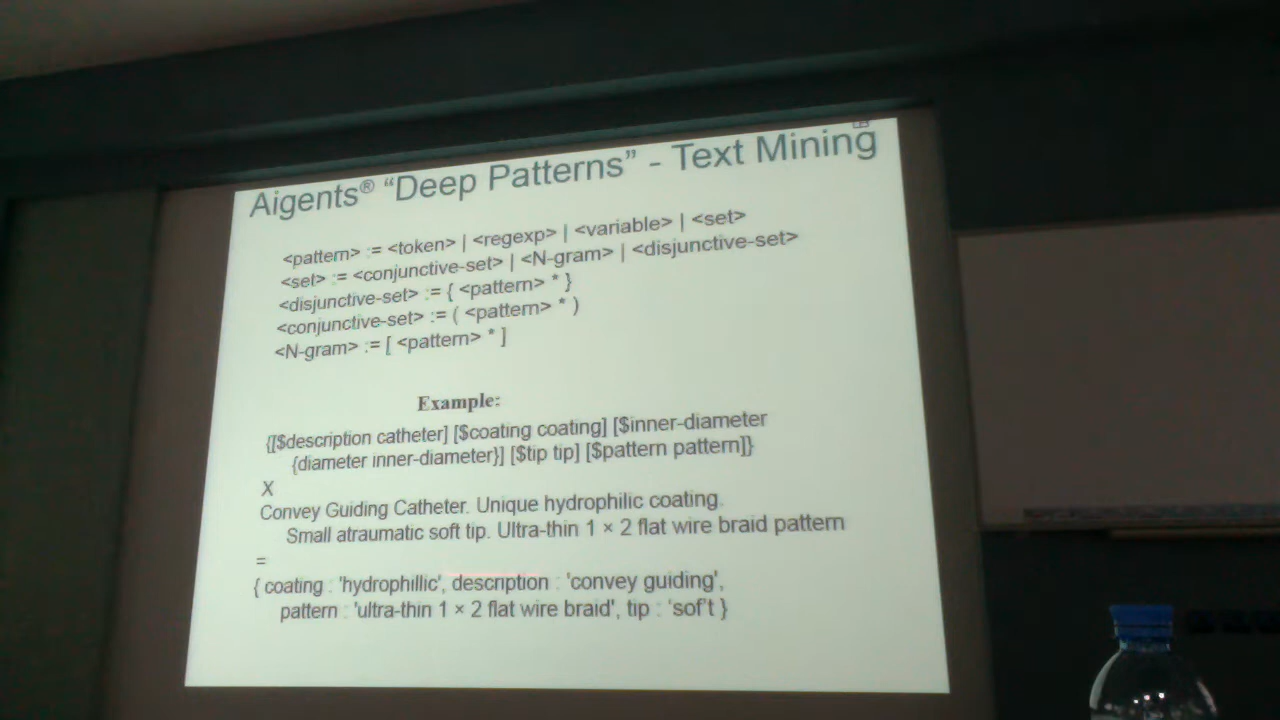 Aigents® “Deep Patterns” - Text Mining
<pattern> := <token> | <regexp> | <variable> | <set>
<set> := <conjunctive-set> | <N-gram> | <disjunctive-set>
<disjunctive-set> := { <pattern> * }
<conjunctive-set> := ( <pattern> * )
<N-gram> := [ <pattern> * ]
Example:
{[$description catheter] [$coating coating] [$inner-diameter
{diameter inner-diameter}] [$tip tip] [$pattern pattern]}
X
Convey Guiding Catheter. Unique hydrophilic coating.
Small atraumatic soft tip. Ultra-thin 1 × 2 flat wire braid pattern
=
{ coating : 'hydrophillic', description : 'convey guiding',
pattern : 'ultra-thin 1 × 2 flat wire braid', tip : 'sof't }